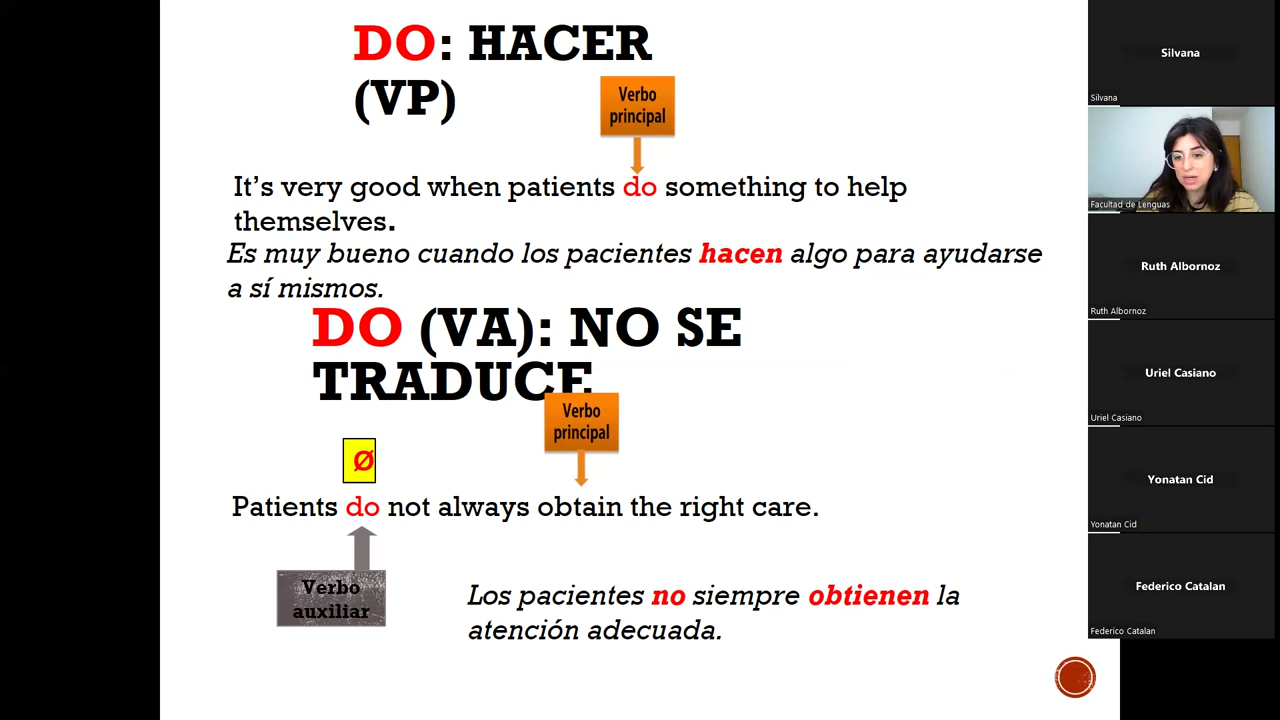 DO: HACER
(VP)
Verbo
principal
It's very good when patients do something to help
themselves.
Es muy bueno cuando los pacientes hacen algo para ayudarse
a sí mismos.
DO (VA): NO SE
TRADUCE
Verbo
principal
Ø
Patients do not always obtain the right care.
Verbo
auxiliar
Los pacientes no siempre obtienen la
atención adecuada.
Silvana
Silvana
Facultad de Lenguas
Ruth Albornoz
Ruth Albornoz
Uriel Casiano
Uriel Casiano
Yonatan Cid
Yonatan Cid
Federico Catalan
Federico Catalan